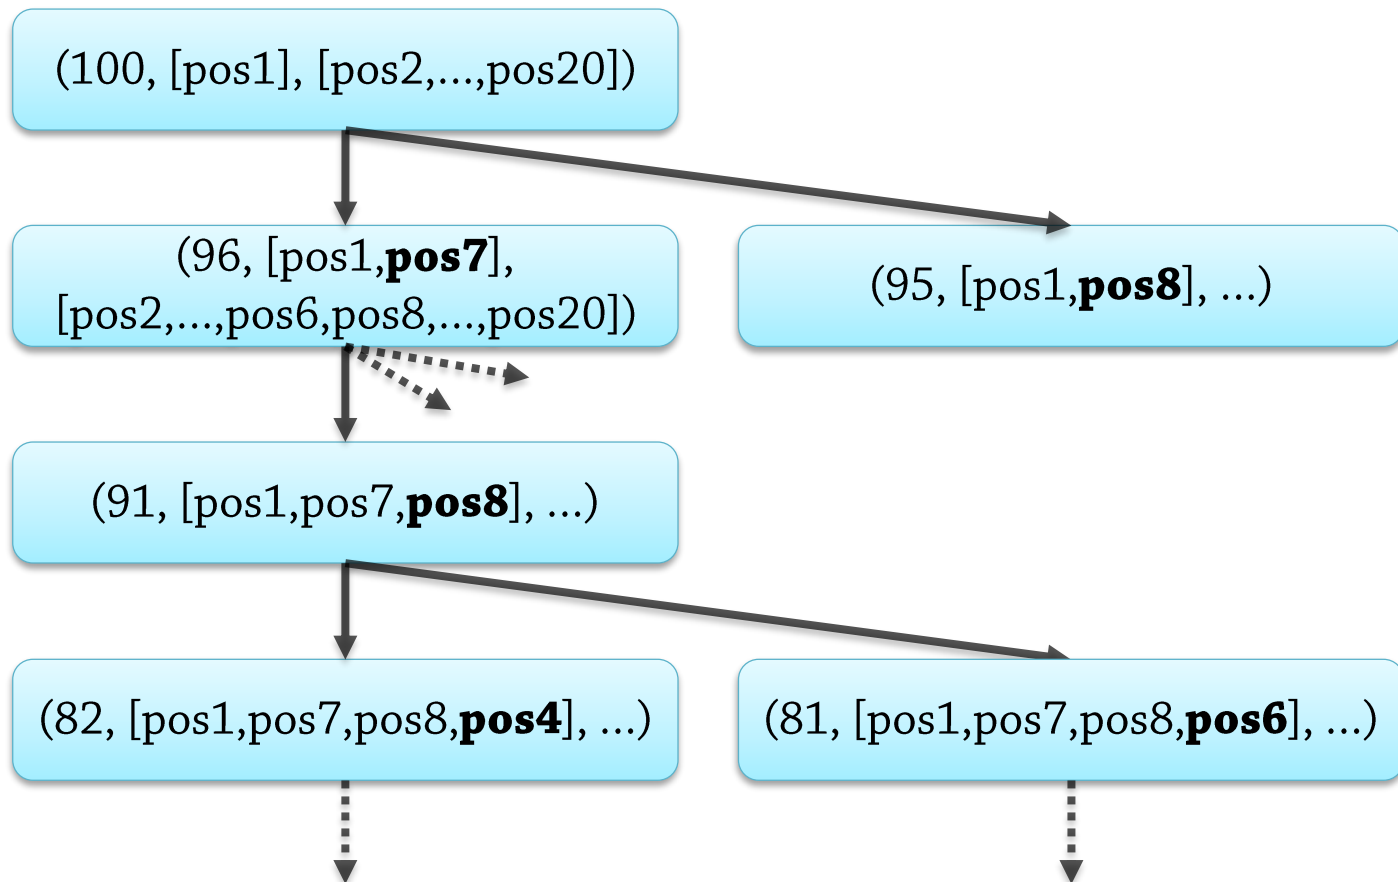 (100, [pos1], [pos2,...,pos20])
(96, [pos1,pos7],
[pos2,...,pos6,pos8,...,pos20])
(95, [pos1,pos8], ...)
(91, [pos1,pos7,pos8], ...)
(82, [pos1,pos7,pos8,pos4], ...)
(81, [pos1,pos7,pos8,pos6], ...)